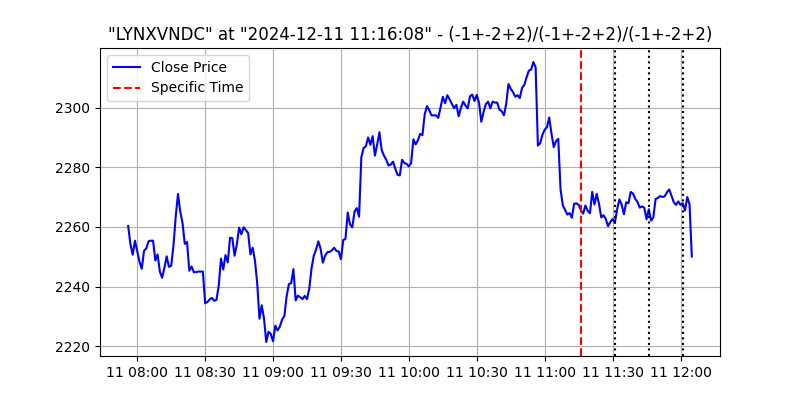 "LYNXVNDC" at "2024-12-11 11:16:08" - (-1+-2+2)/(-1+-2+2)/(-1+-2+2)
Close Price
Specific Time
2300
2280
2260
2240
2220
11 08:00 11 08:30 11 09:00 11 09:30 11 10:00 11 10:30 11 11:00 11 11:30 11 12:00